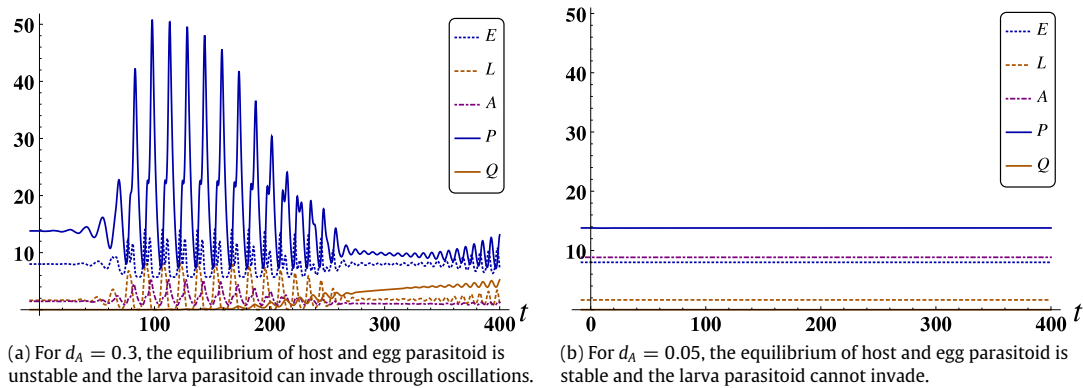 50
40
30
20
10
100
200
300
400
t
E
L
A
P
Q
(a) For d_A = 0.3, the equilibrium of host and egg parasitoid is
unstable and the larva parasitoid can invade through oscillations.
50
40
30
20
10
0
100
200
300
400
t
E
L
A
P
Q
(b) For d_A = 0.05, the equilibrium of host and egg parasitoid is
stable and the larva parasitoid cannot invade.